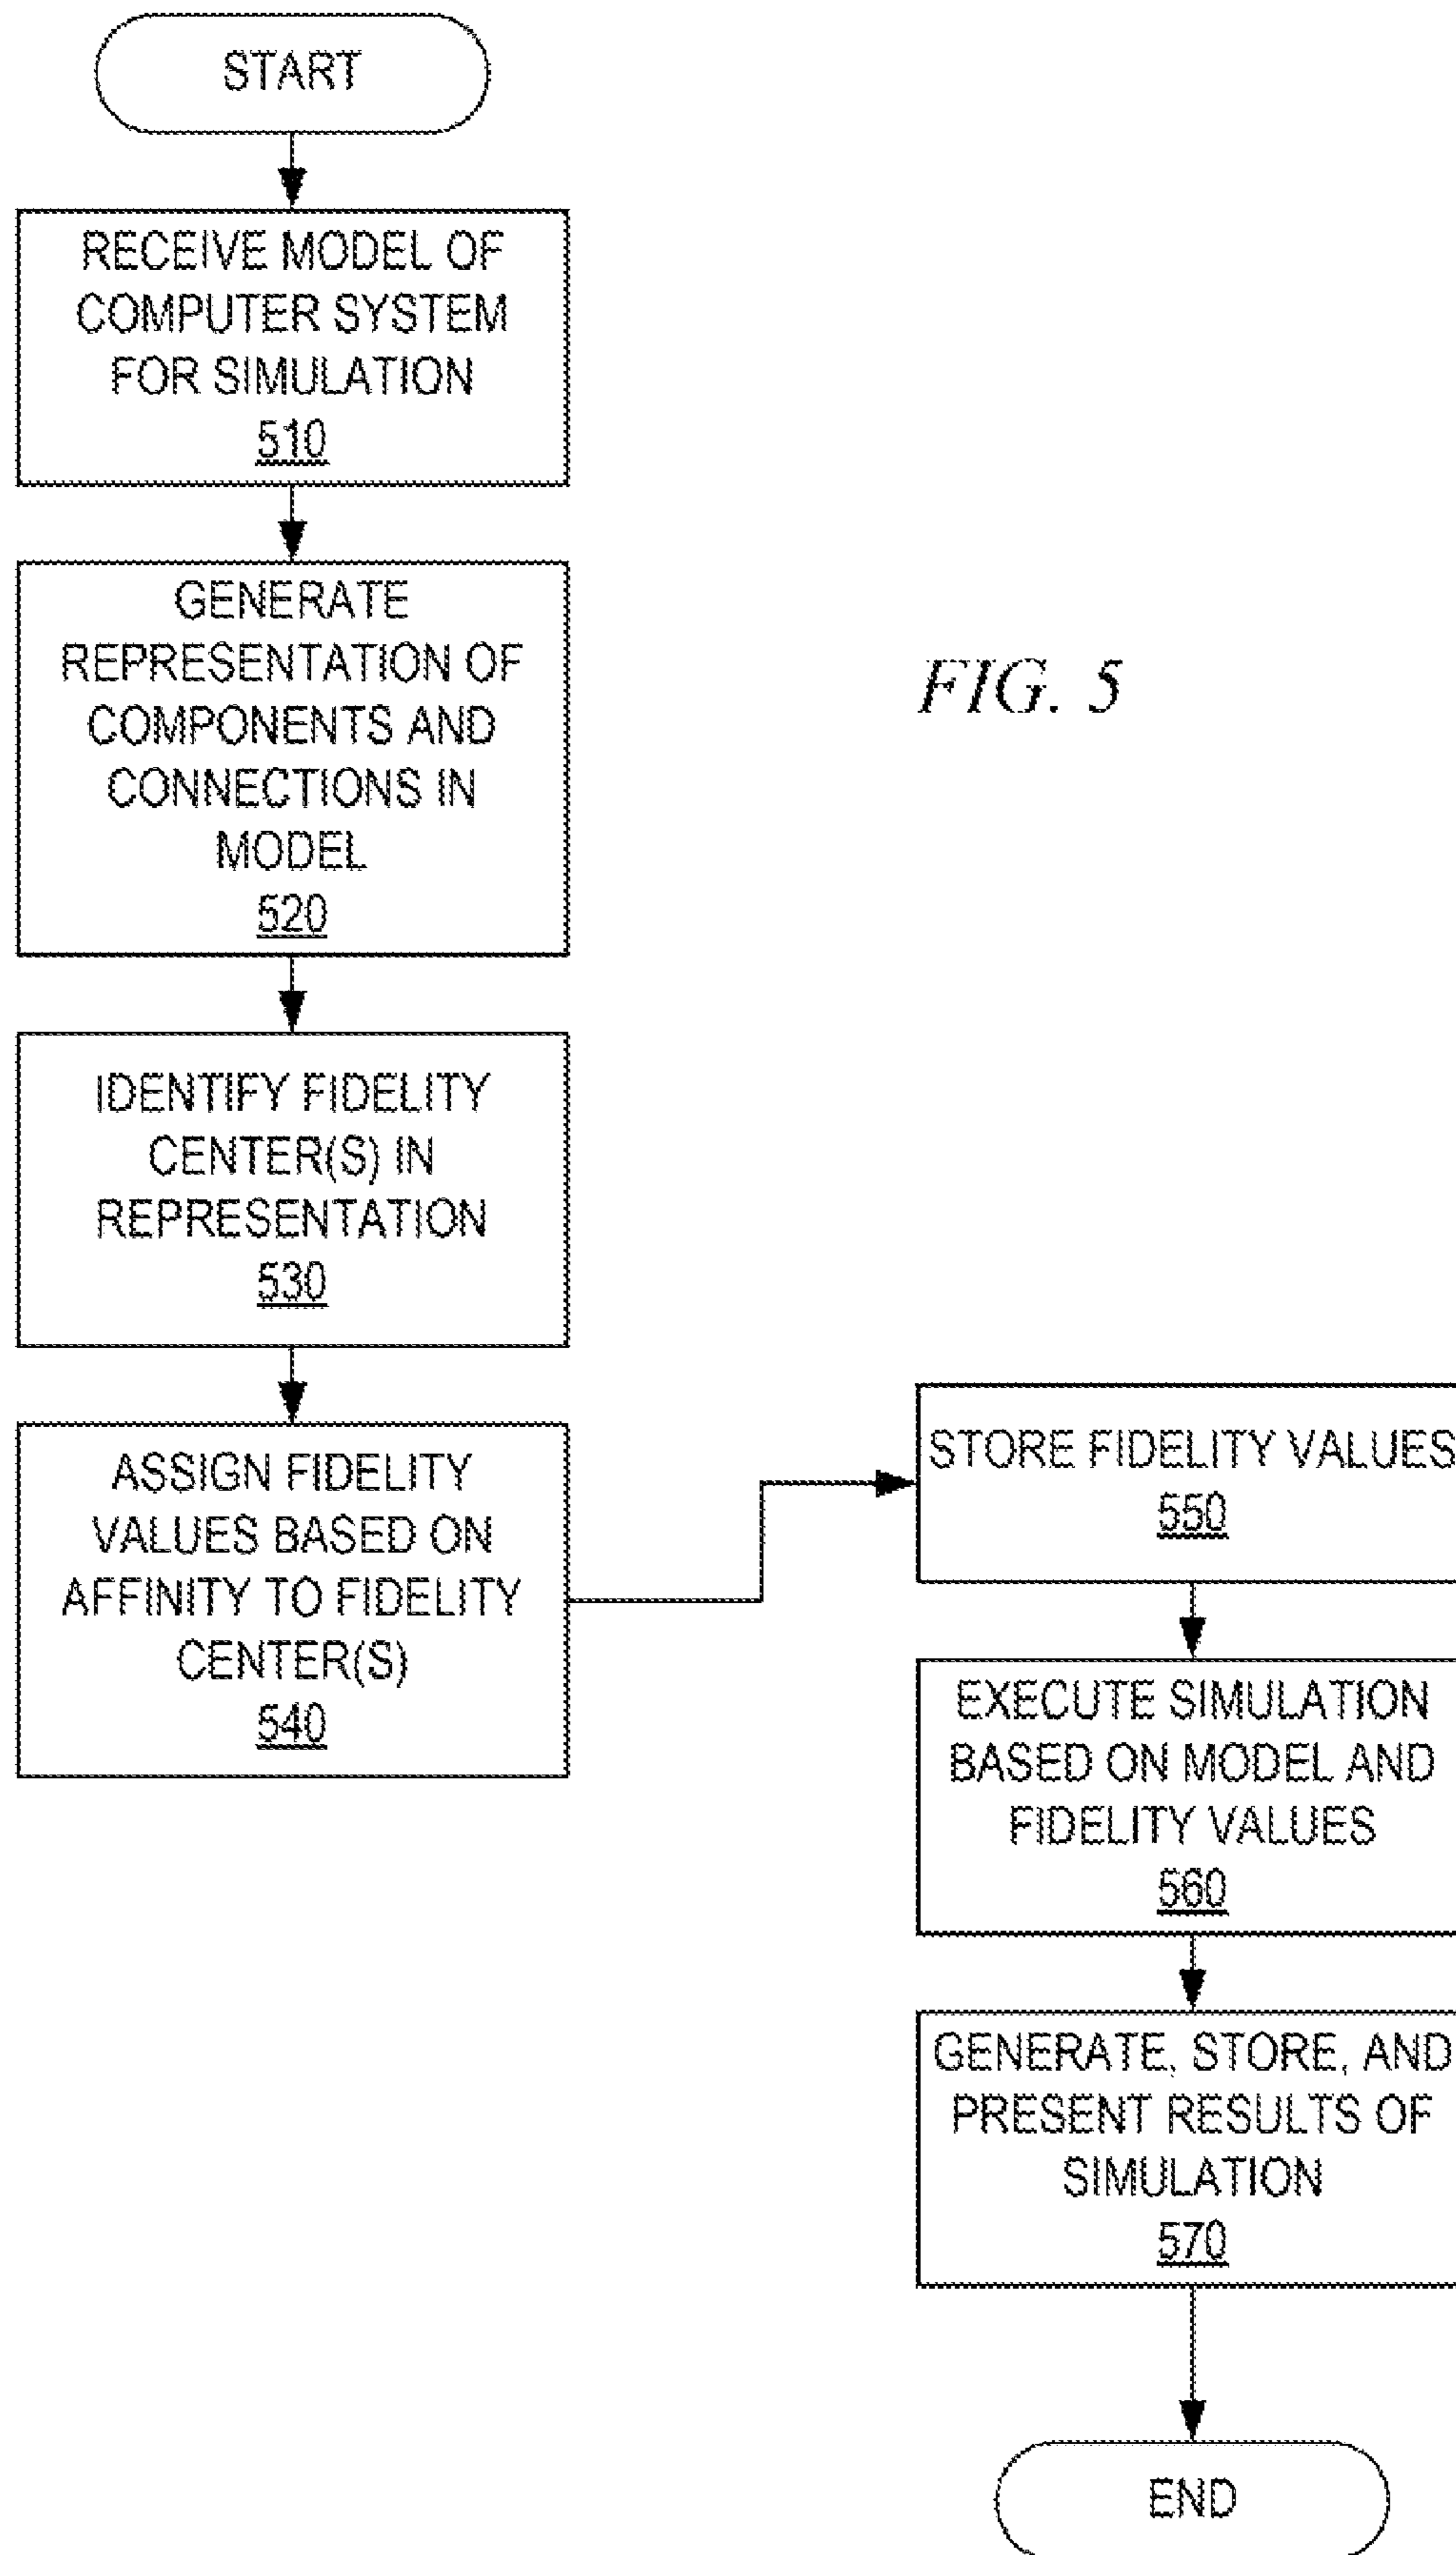 START
RECEIVE MODEL OF
COMPUTER SYSTEM
FOR SIMULATION
510
GENERATE
REPRESENTATION OF
COMPONENTS AND
CONNECTIONS IN
MODEL
520
IDENTIFY FIDELITY
CENTER(S) IN
REPRESENTATION
530
ASSIGN FIDELITY
VALUES BASED ON
AFFINITY TO FIDELITY
CENTER(S)
540
FIG. 5
STORE FIDELITY VALUES
550
EXECUTE SIMULATION
BASED ON MODEL AND
FIDELITY VALUES
560
GENERATE, STORE, AND
PRESENT RESULTS OF
SIMULATION
570
END